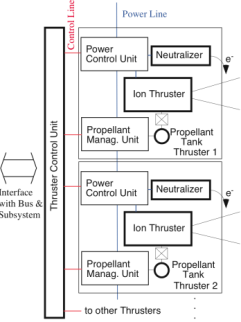 Power Line
Control Line
Thruster Control Unit
Interface
with Bus &
Subsystem
Power
Control Unit
Neutralizer
e-
Ion Thruster
Propellant
Manag. Unit
Propellant
Tank
Thruster 1
Power
Control Unit
Neutralizer
e-
Ion Thruster
Propellant
Manag. Unit
Propellant
Tank
Thruster 2
to other Thrusters